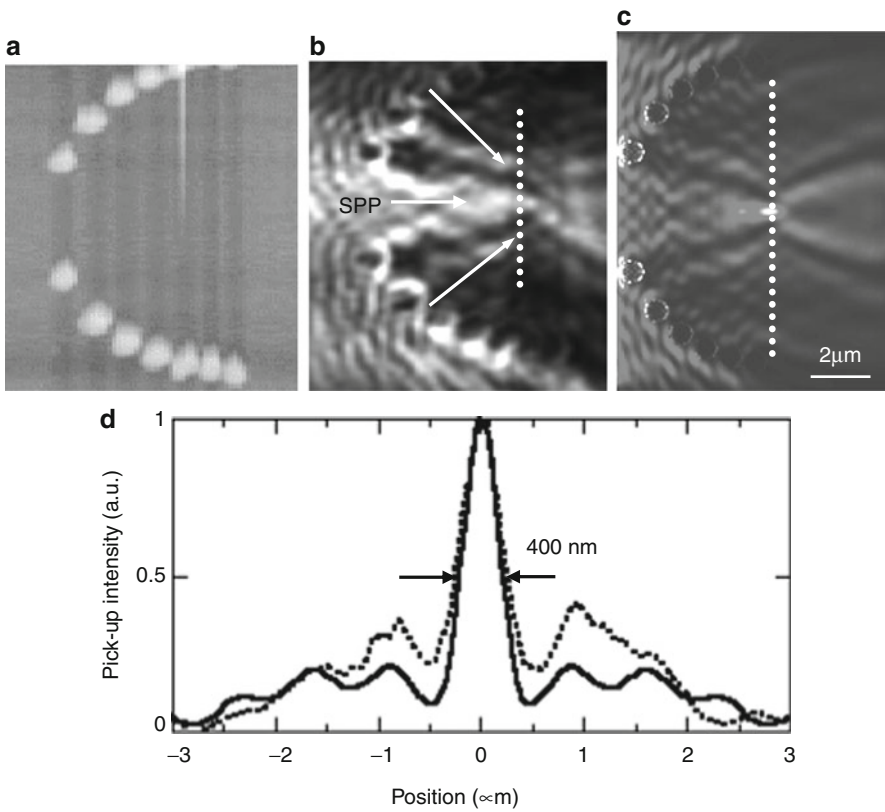 a
b
c
SPP
2μm
d
1
0.5
0
400 nm
Pick-up intensity (a.u.)
−3
−2
−1
0
1
2
3
Position (∝m)